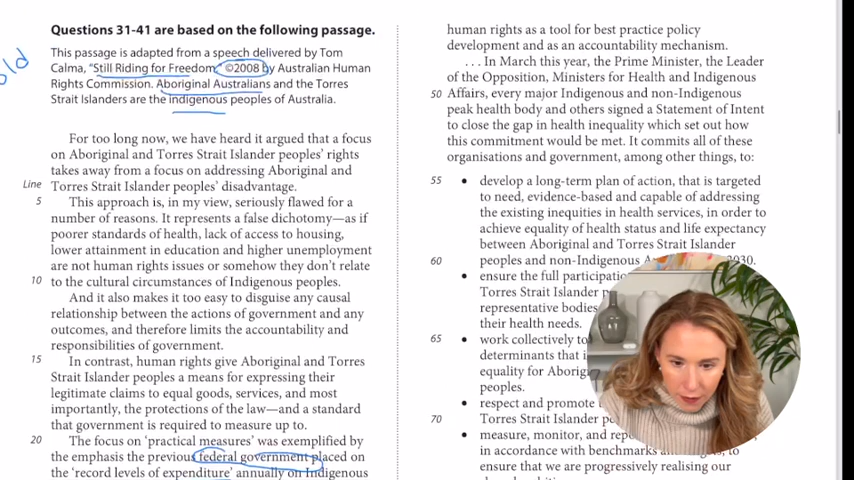 old
Questions 31-41 are based on the following passage.
This passage is adapted from a speech delivered by Tom
Calma, "Still Riding for Freedom." ©2008 by Australian Human
Rights Commission. Aboriginal Australians and the Torres
Strait Islanders are the indigenous peoples of Australia.
For too long now, we have heard it argued that a focus
on Aboriginal and Torres Strait Islander peoples' rights
takes away from a focus on addressing Aboriginal and
Line Torres Strait Islander peoples' disadvantage.
5 This approach is, in my view, seriously flawed for a
number of reasons. It represents a false dichotomy—as if
poorer standards of health, lack of access to housing,
lower attainment in education and higher unemployment
are not human rights issues or somehow they don't relate
10 to the cultural circumstances of Indigenous peoples.
And it also makes it too easy to disguise any causal
relationship between the actions of government and any
outcomes, and therefore limits the accountability and
responsibilities of government.
15 In contrast, human rights give Aboriginal and Torres
Strait Islander peoples a means for expressing their
legitimate claims to equal goods, services, and most
importantly, the protections of the law—and a standard
that government is required to measure up to.
20 The focus on 'practical measures' was exemplified by
the emphasis the previous federal government placed on
the 'record levels of expenditure' annually on Indigenous
human rights as a tool for best practice policy
development and as an accountability mechanism.
. . . In March this year, the Prime Minister, the Leader
of the Opposition, Ministers for Health and Indigenous
50 Affairs, every major Indigenous and non-Indigenous
peak health body and others signed a Statement of Intent
to close the gap in health inequality which set out how
this commitment would be met. It commits all of these
organisations and government, among other things, to:
55 • develop a long-term plan of action, that is targeted
to need, evidence-based and capable of addressing
the existing inequities in health services, in order to
achieve equality of health status and life expectancy
between Aboriginal and Torres Strait Islander
60 peoples and non-Indigenous A 030.
• ensure the full participatio
Torres Strait Islander p
representative bodies
their health needs.
65 • work collectively to
determinants that i
equality for Aborig
peoples.
• respect and promote
70 Torres Strait Islander pe
• measure, monitor, and repo
in accordance with benchmarks to
ensure that we are progressively realising our